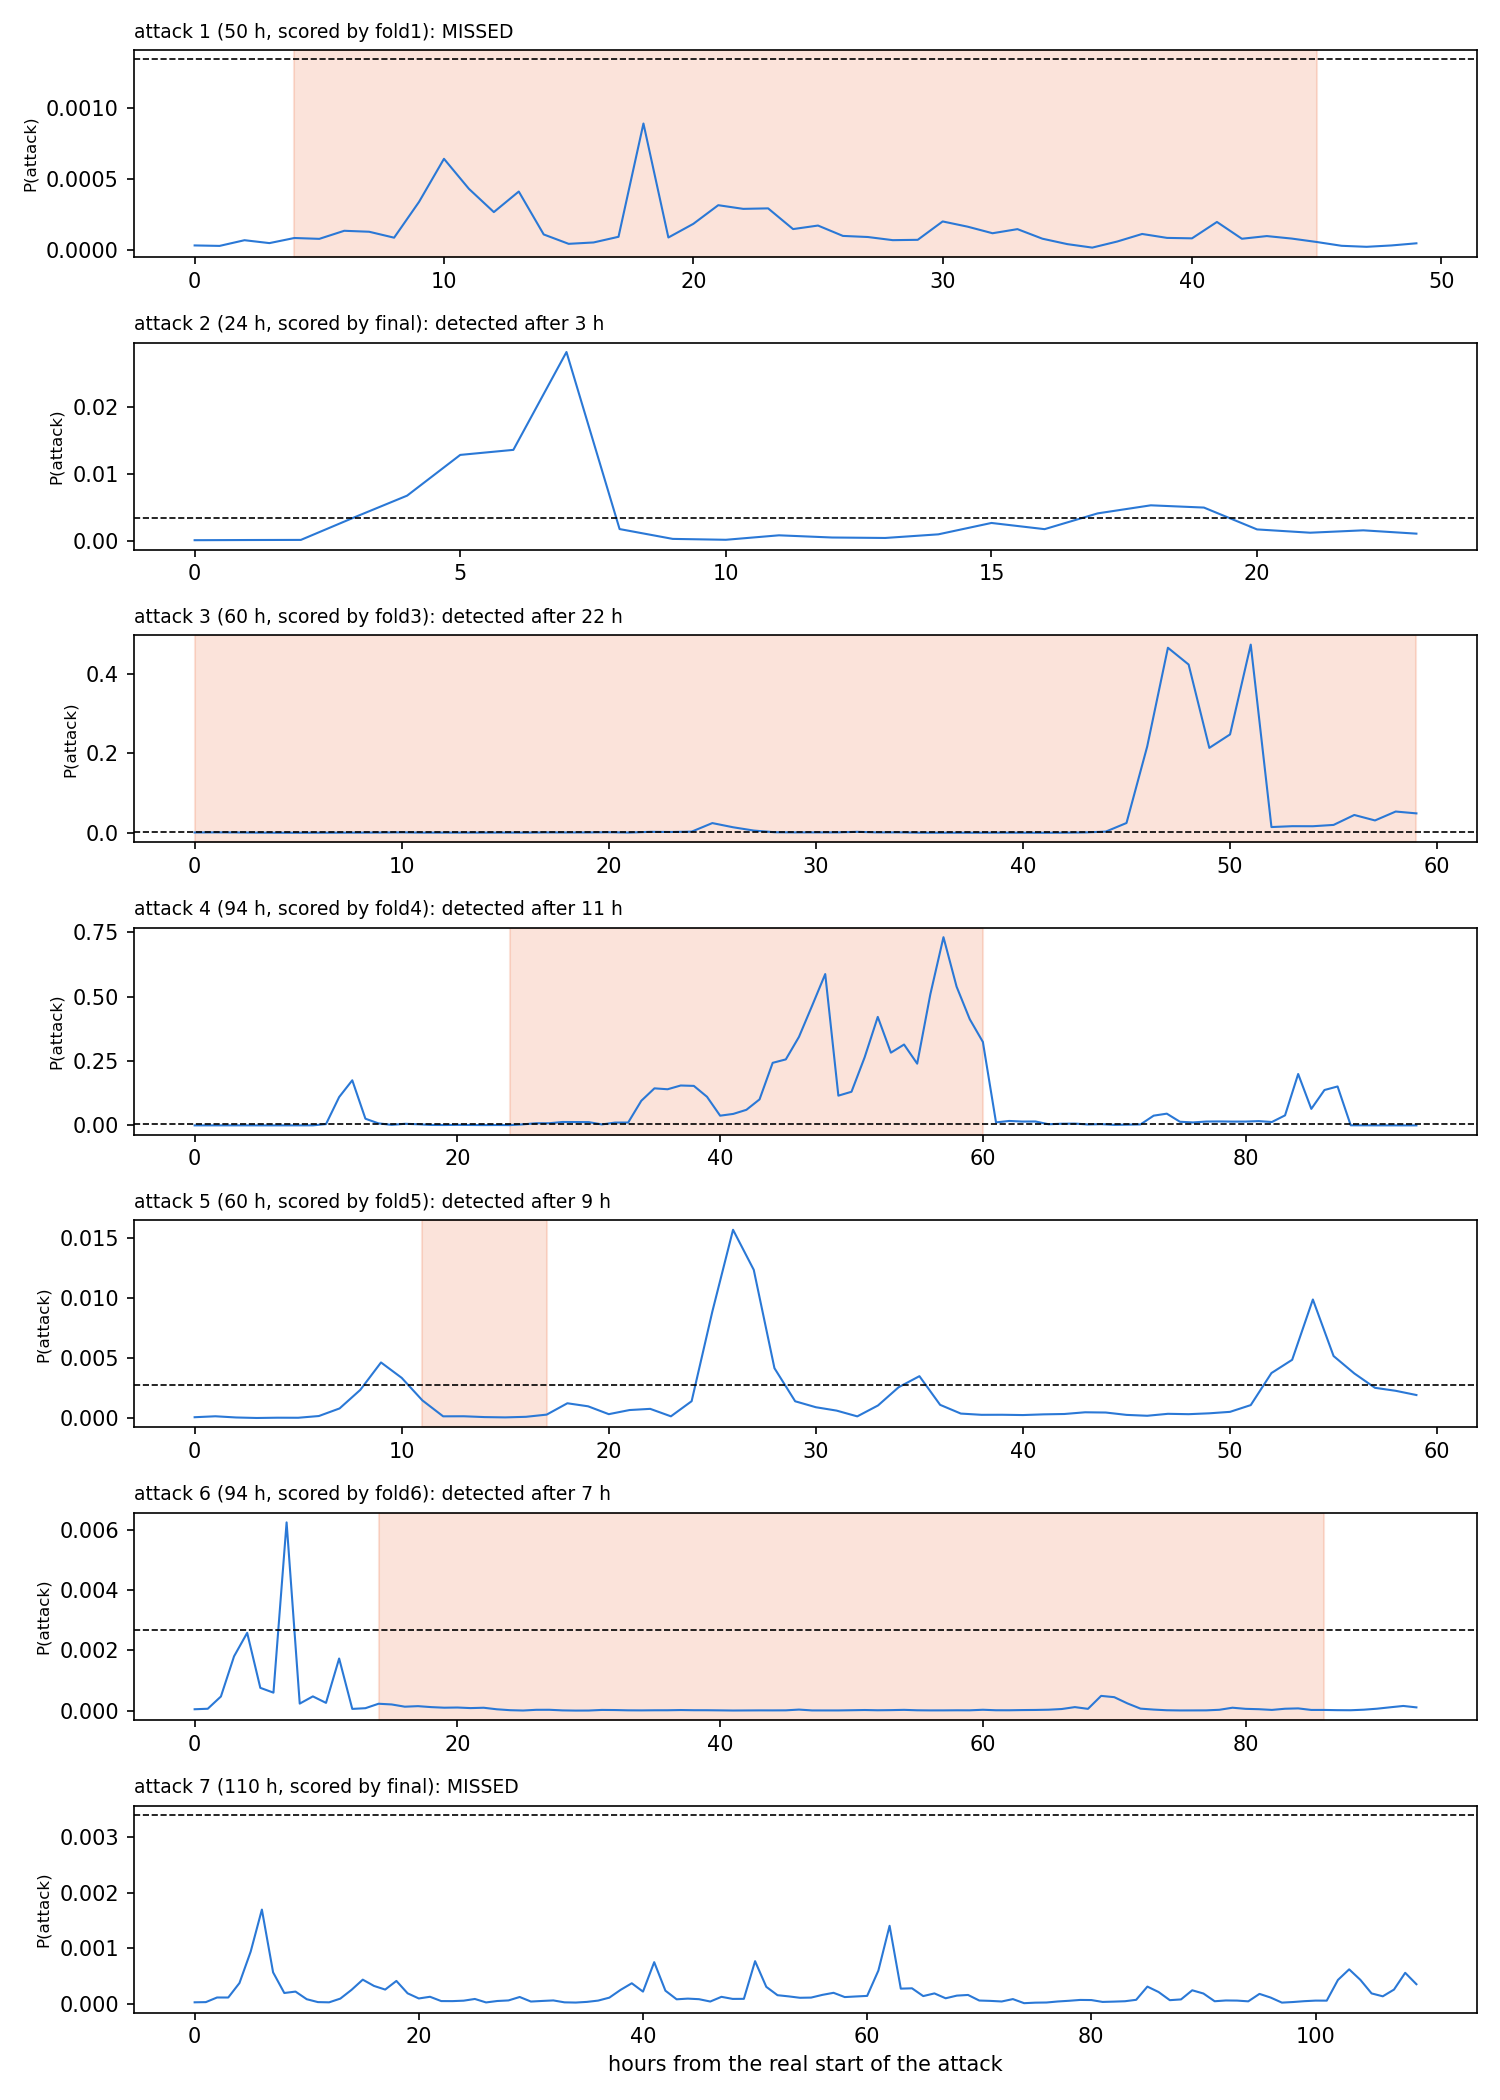 attack 1 (50 h, scored by fold1): MISSED
P(attack)
0.0010
0.0005
0.0000
0 10 20 30 40 50
attack 2 (24 h, scored by final): detected after 3 h
P(attack)
0.02
0.01
0.00
0 5 10 15 20
attack 3 (60 h, scored by fold3): detected after 22 h
P(attack)
0.4
0.2
0.0
0 10 20 30 40 50 60
attack 4 (94 h, scored by fold4): detected after 11 h
P(attack)
0.75
0.50
0.25
0.00
0 20 40 60 80
attack 5 (60 h, scored by fold5): detected after 9 h
P(attack)
0.015
0.010
0.005
0.000
0 10 20 30 40 50 60
attack 6 (94 h, scored by fold6): detected after 7 h
P(attack)
0.006
0.004
0.002
0.000
0 20 40 60 80
attack 7 (110 h, scored by final): MISSED
P(attack)
0.003
0.002
0.001
0.000
0 20 40 60 80 100
hours from the real start of the attack